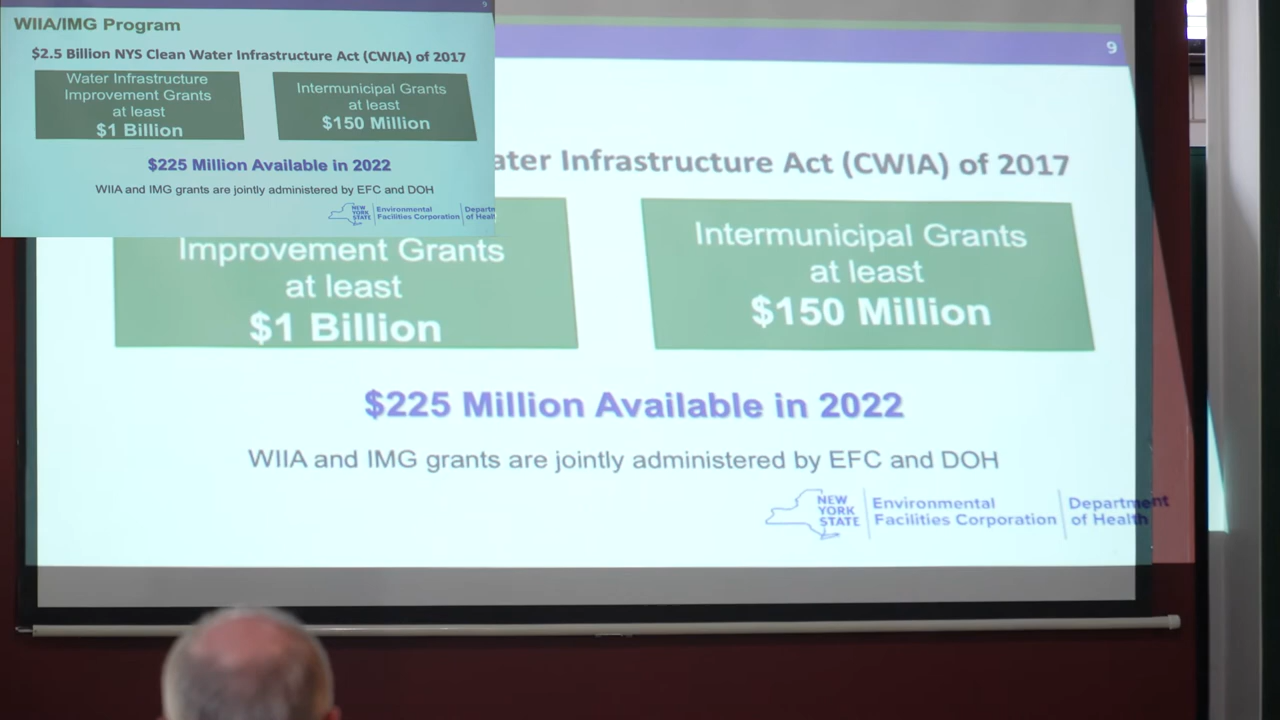 9
WIIA/IMG Program
$2.5 Billion NYS Clean Water Infrastructure Act (CWIA) of 2017
Water Infrastructure
Improvement Grants
at least
$1 Billion
Intermunicipal Grants
at least
$150 Million
$225 Million Available in 2022
WIIA and IMG grants are jointly administered by EFC and DOH
NEW
YORK
STATE
Environmental
Facilities Corporation
Departm
of Healt
9
ater Infrastructure Act (CWIA) of 2017
Improvement Grants
at least
$1 Billion
Intermunicipal Grants
at least
$150 Million
$225 Million Available in 2022
WIIA and IMG grants are jointly administered by EFC and DOH
NEW
YORK
STATE
Environmental
Facilities Corporation
Department
of Health